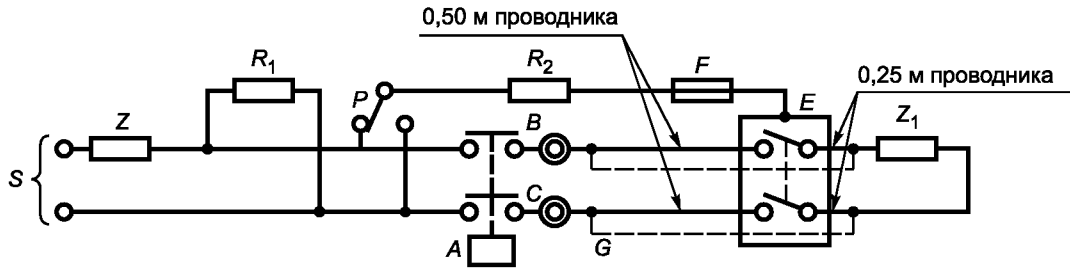 0,50 м проводника
R1
R2
F
0,25 м проводника
P
E
Z
B
Z1
S
C
A
G